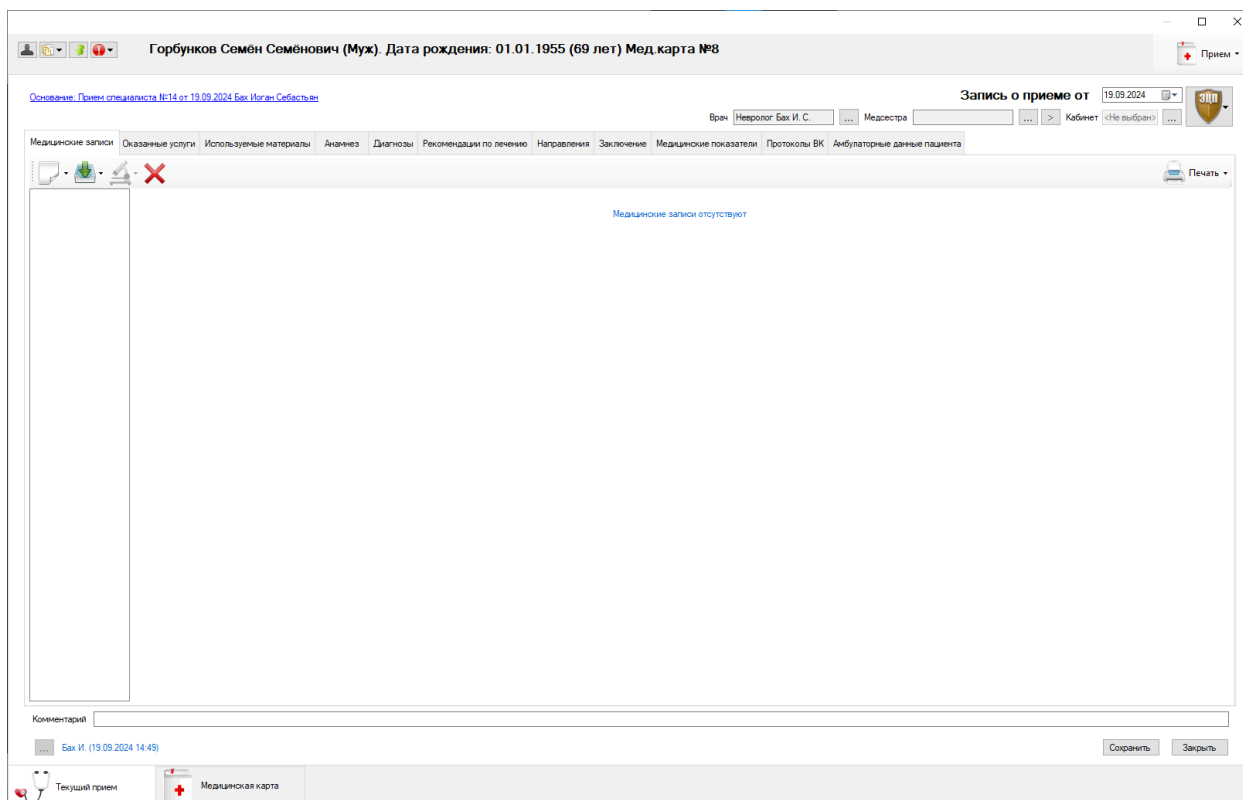 Горбунков Семён Семёнович (Муж). Дата рождения: 01.01.1955 (69 лет) Мед.карта №8
Прием
Основание: Прием специалиста №14 от 19.09.2024 Бах Иоган Себастьян
Запись о приеме от 19.09.2024
ЭЦП
Врач Невролог Бах И. С. ... Медсестра ... > Кабинет <Не выбран> ...
Медицинские записи Оказанные услуги Используемые материалы Анамнез Диагнозы Рекомендации по лечению Направления Заключение Медицинские показатели Протоколы ВК Амбулаторные данные пациента
Печать
Медицинские записи отсутствуют
Комментарий
... Бах И. (19.09.2024 14:49) Сохранить Закрыть
Текущий прием Медицинская карта